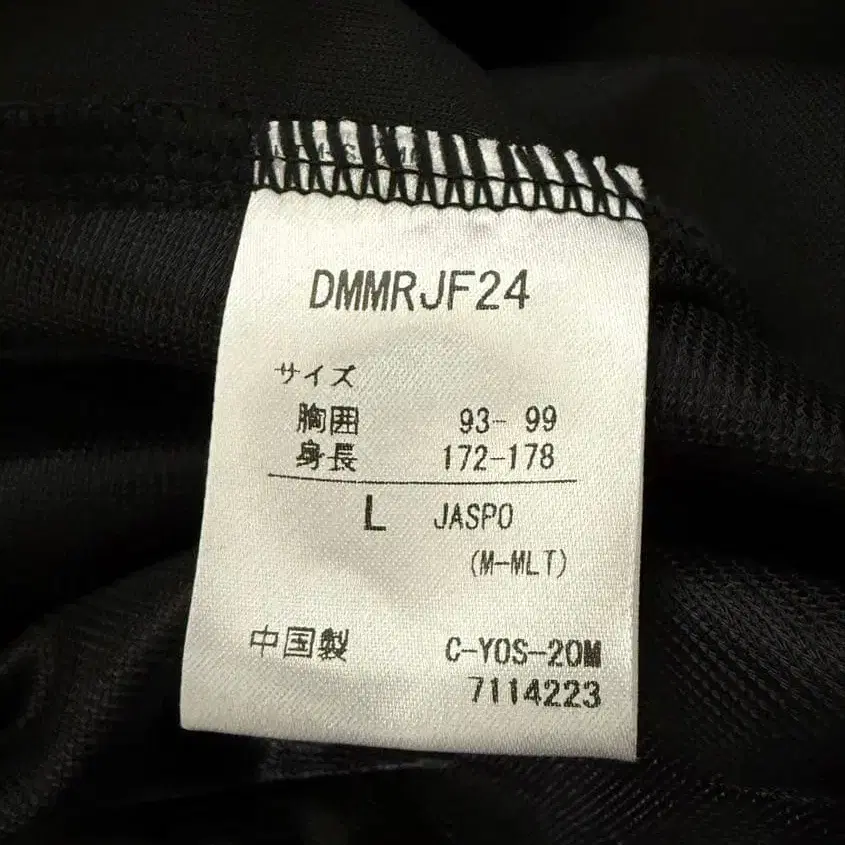 DMMRJF24
サイズ
胸囲 93- 99
身長 172-178
L JASPO
(M-MLT)
中国製 C-YOS-20M
7114223